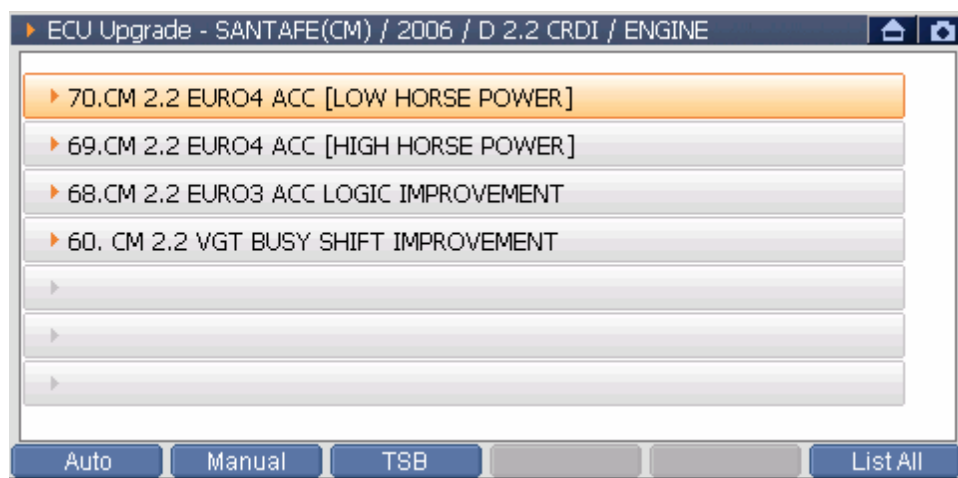 ECU Upgrade - SANTAFE(CM) / 2006 / D 2.2 CRDI / ENGINE
70.CM 2.2 EURO4 ACC [LOW HORSE POWER]
69.CM 2.2 EURO4 ACC [HIGH HORSE POWER]
68.CM 2.2 EURO3 ACC LOGIC IMPROVEMENT
60. CM 2.2 VGT BUSY SHIFT IMPROVEMENT
Auto Manual TSB List All